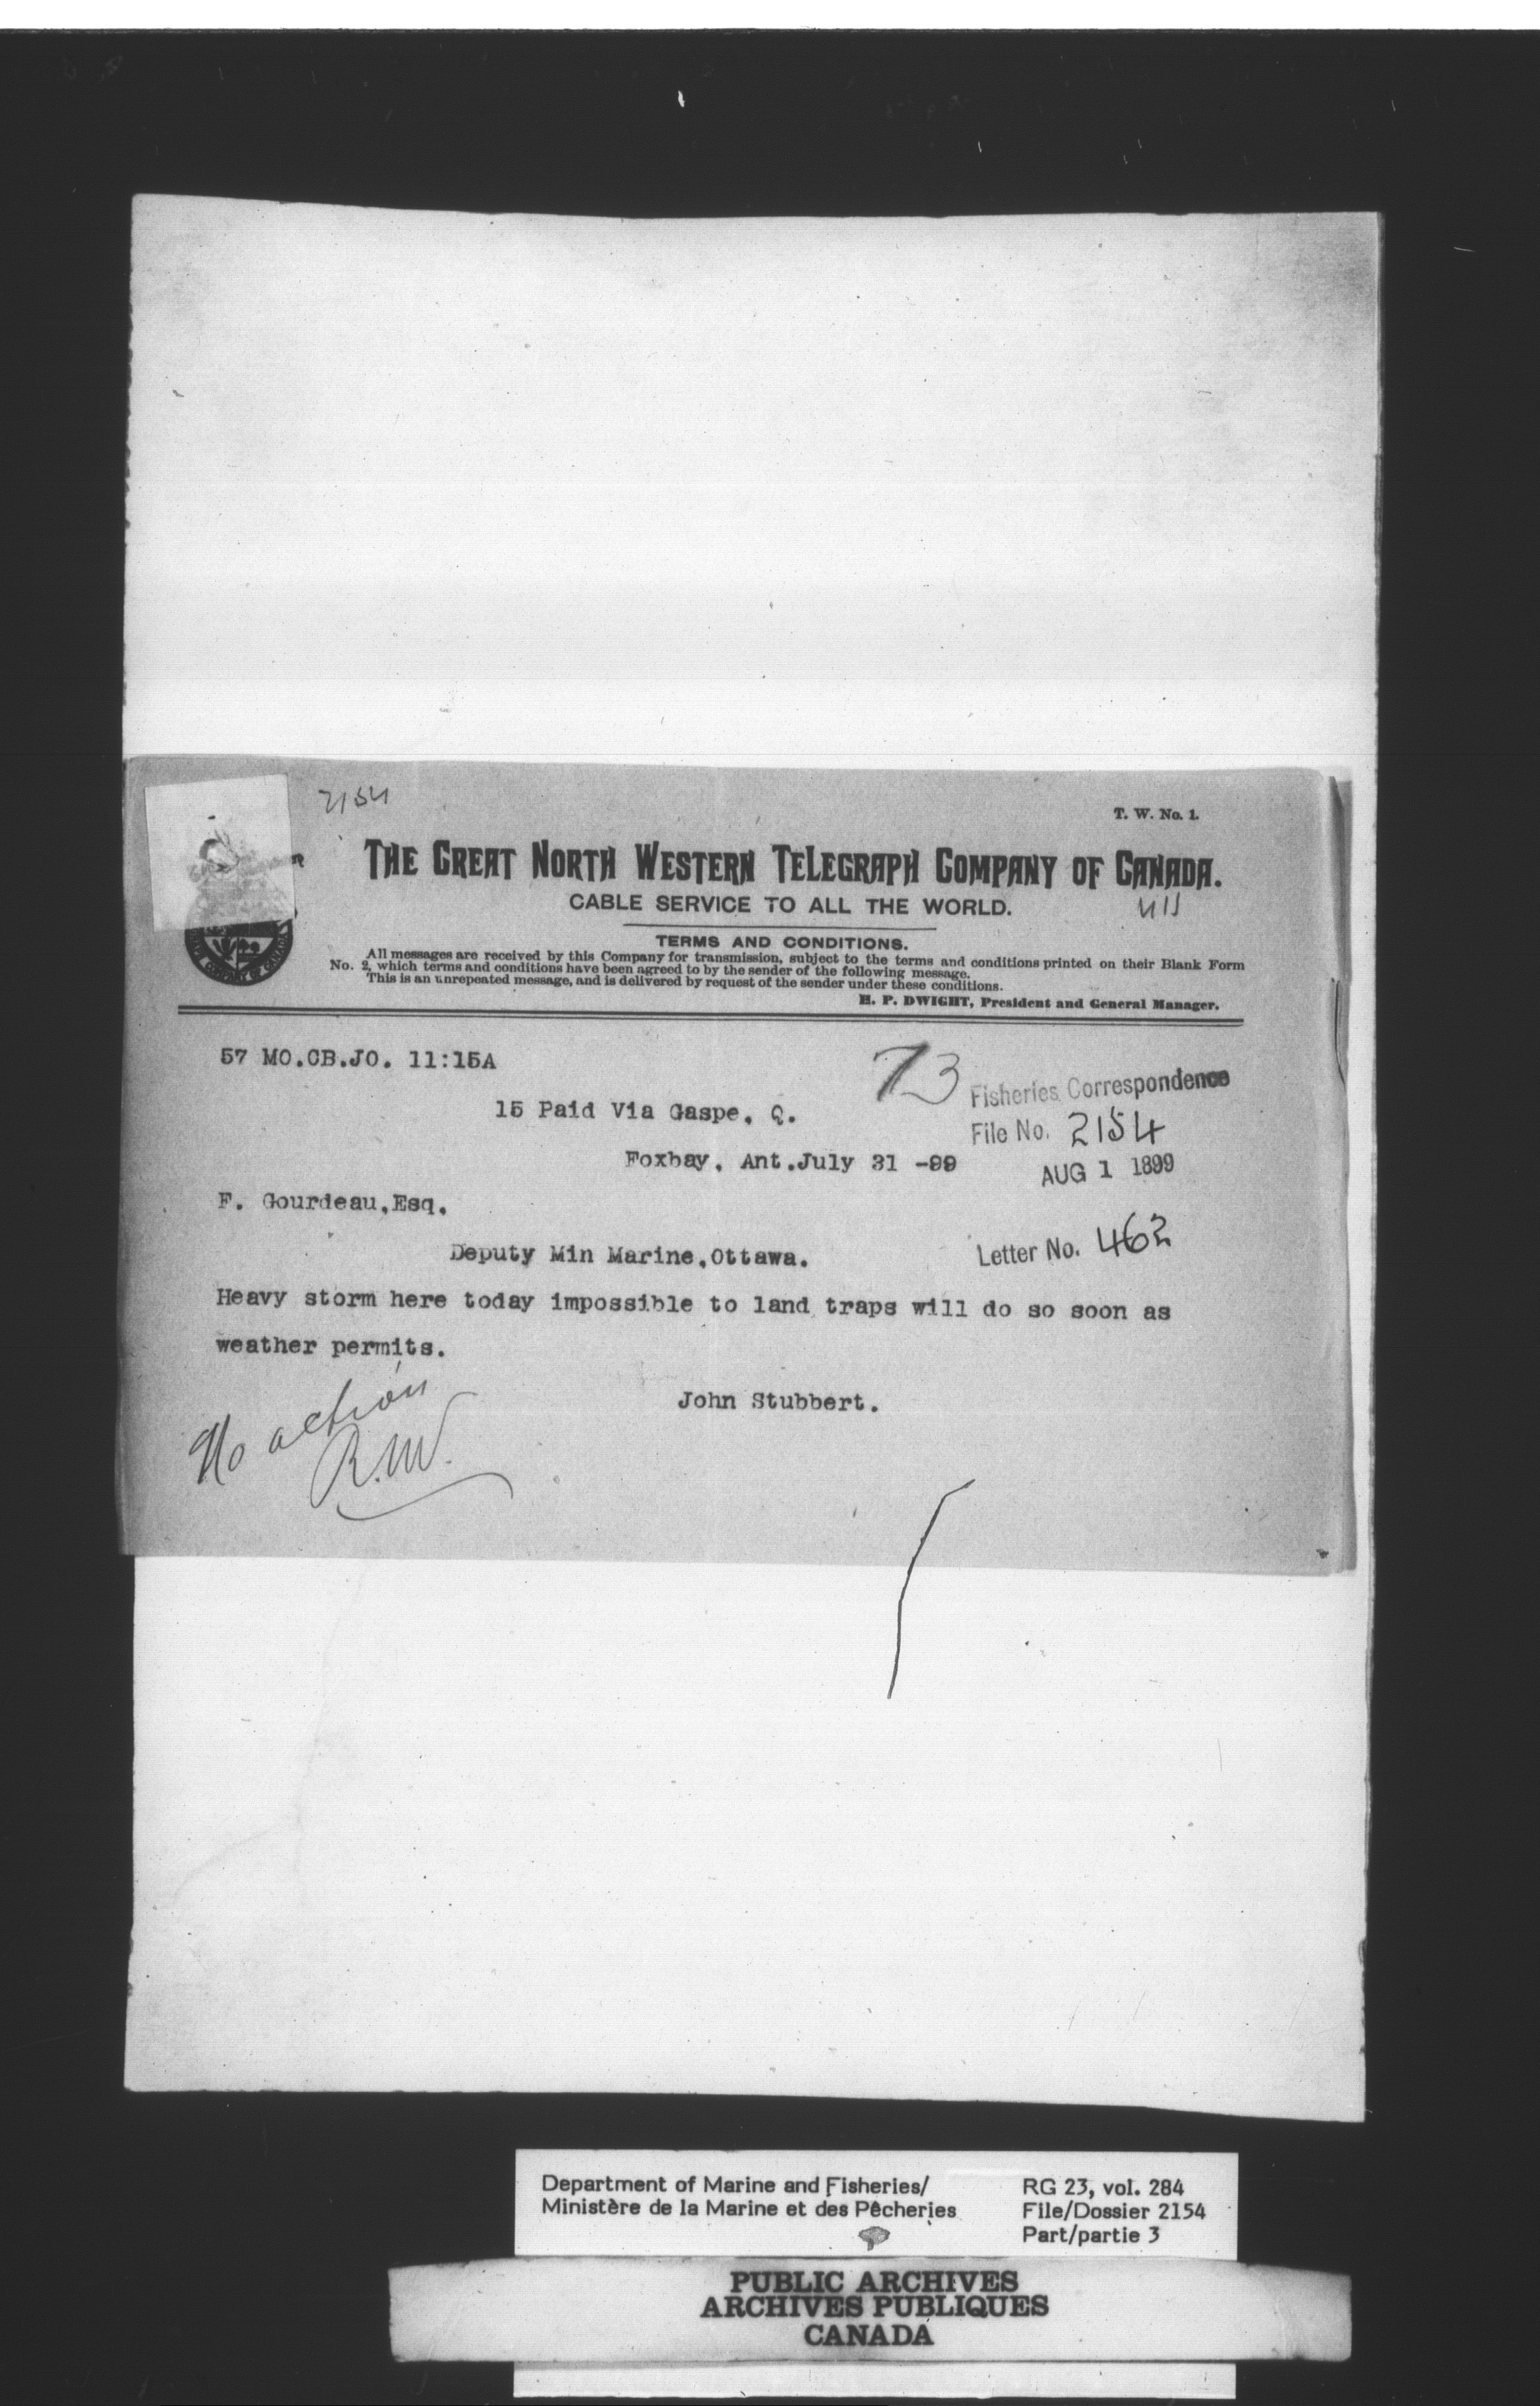 2154
T. W. No. 1.
THE GREAT NORTH WESTERN TELEGRAPH COMPANY OF CANADA.
CABLE SERVICE TO ALL THE WORLD.
411
TERMS AND CONDITIONS.
All messages are received by this Company for transmission, subject to the terms and conditions printed on their Blank Form
No. 2, which terms and conditions have been agreed to by the sender of the following message.
This is an unrepeated message, and is delivered by request of the sender under these conditions.
H. P. DWIGHT, President and General Manager.
57 MO.CB.JO. 11:15A
73
Fisheries Correspondence
15 Paid Via Gaspe, Q.
File No. 2154
Foxbay, Ant.July 31 -99
AUG 1 1899
F. Gourdeau,Esq,
Deputy Min Marine,Ottawa.
Letter No. 462
Heavy storm here today impossible to land traps will do so soon as
weather permits.
John Stubbert.
No action
R.W.
Department of Marine and Fisheries/
Ministère de la Marine et des Pêcheries
RG 23, vol. 284
File/Dossier 2154
Part/partie 3
PUBLIC ARCHIVES
ARCHIVES PUBLIQUES
CANADA